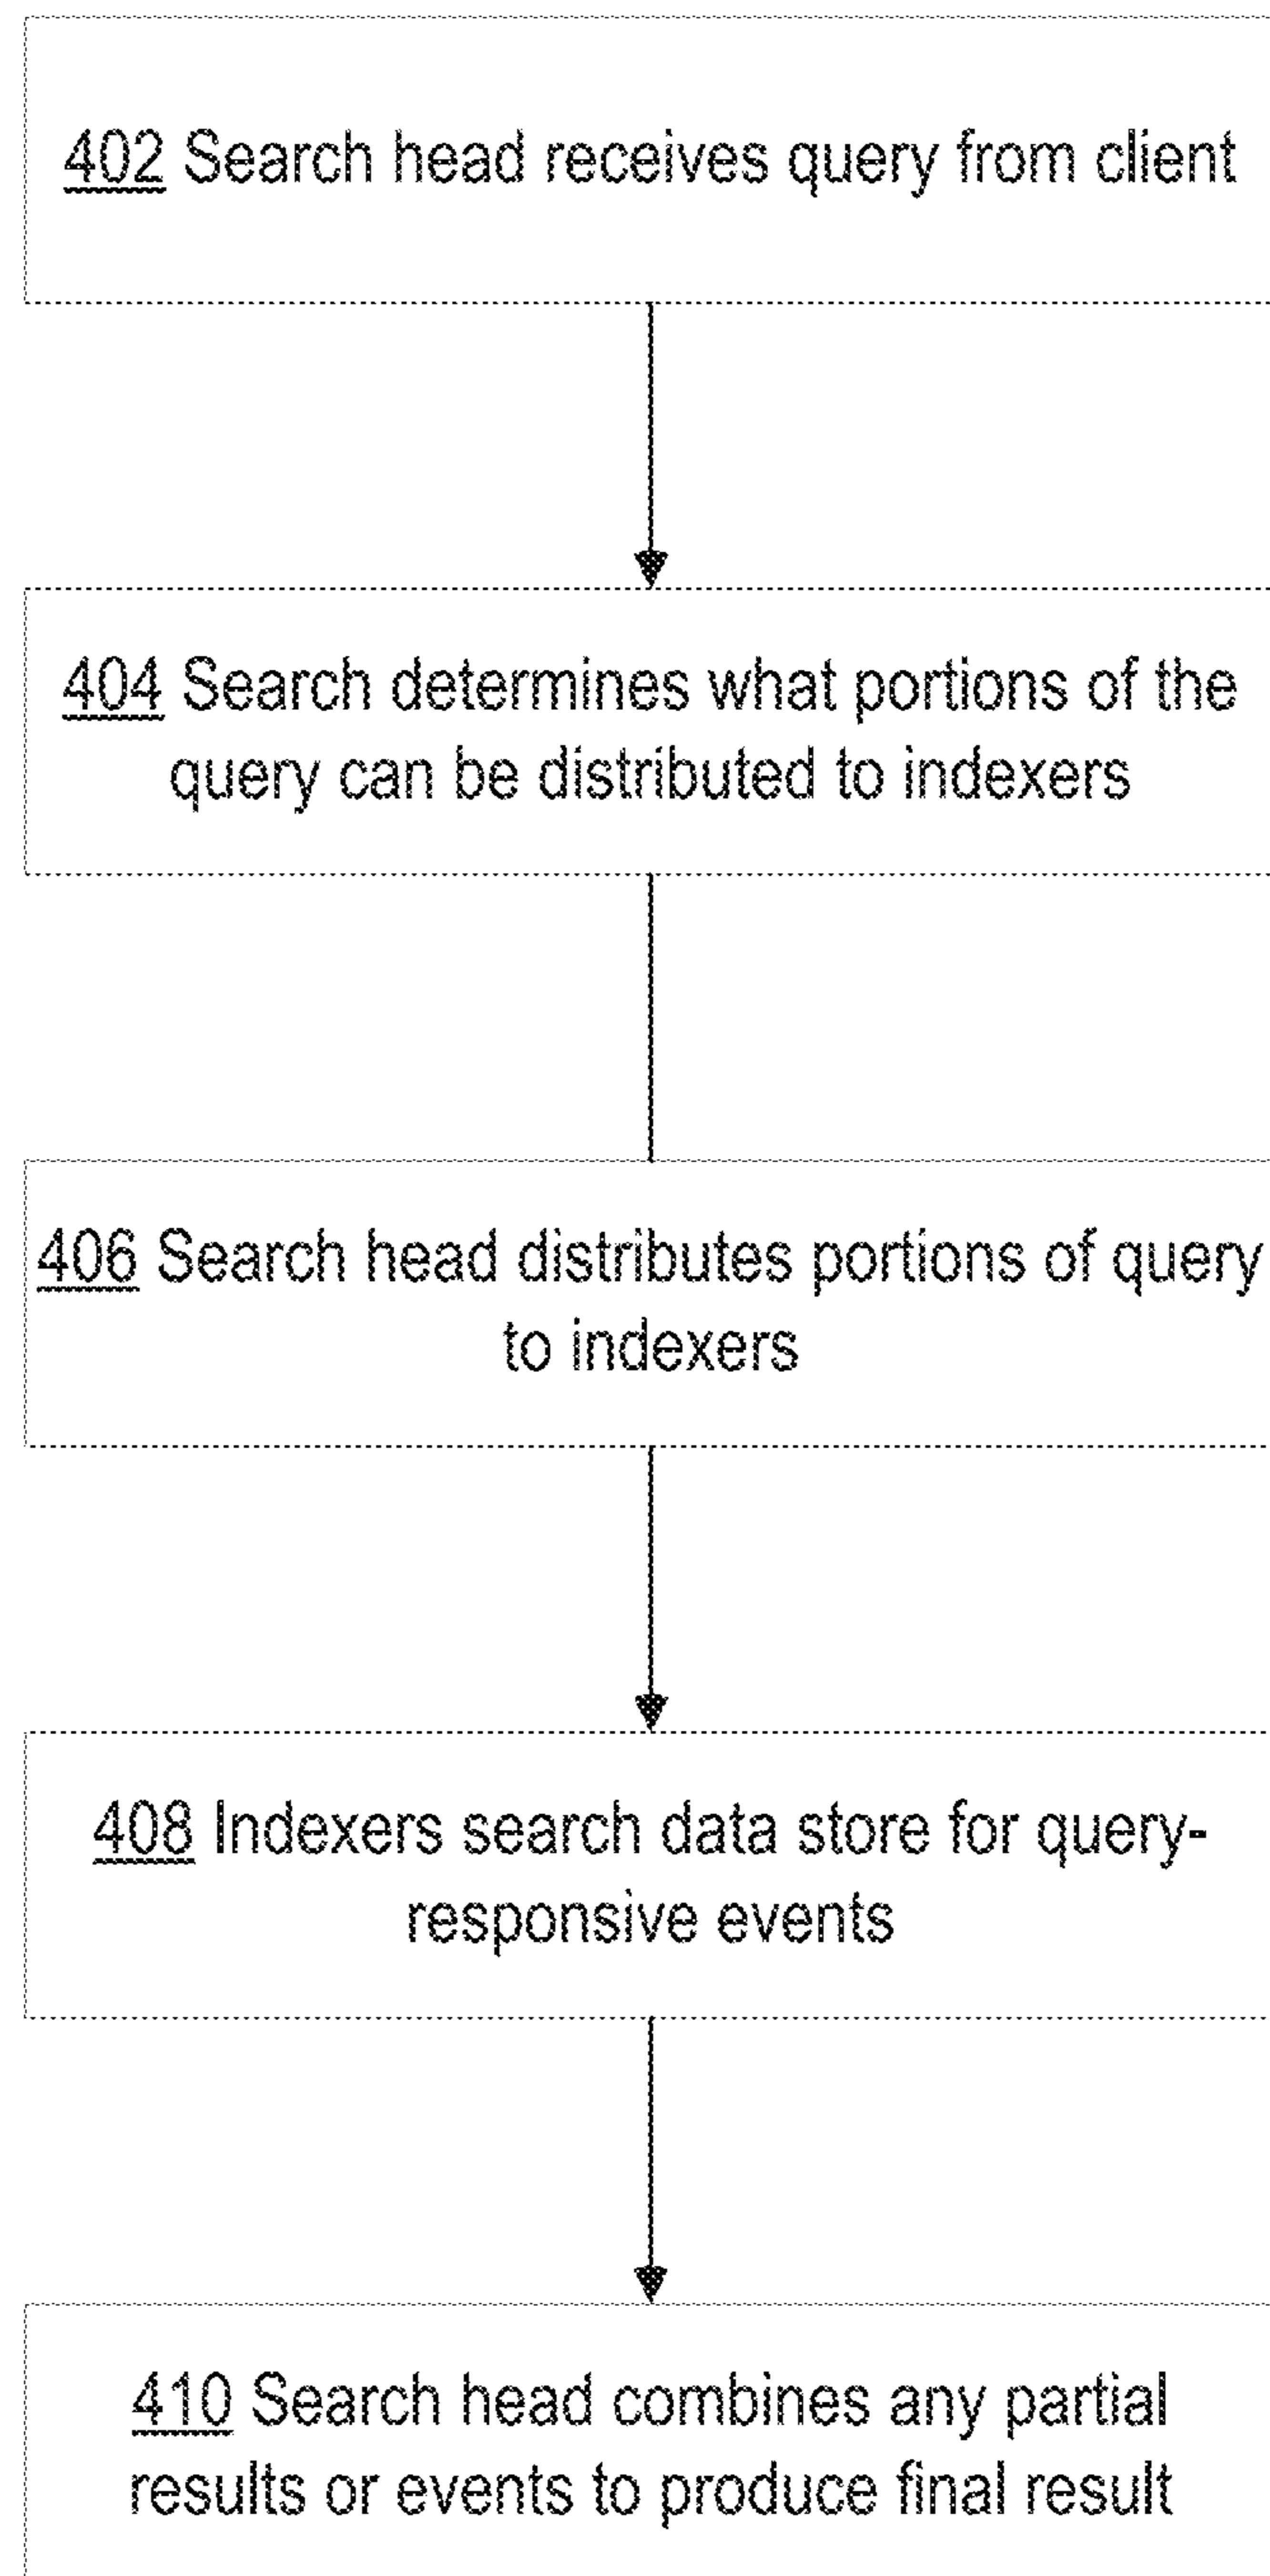 402 Search head receives query from client
404 Search determines what portions of the
query can be distributed to indexers
406 Search head distributes portions of query
to indexers
408 Indexers search data store for query-
responsive events
410 Search head combines any partial
results or events to produce final result